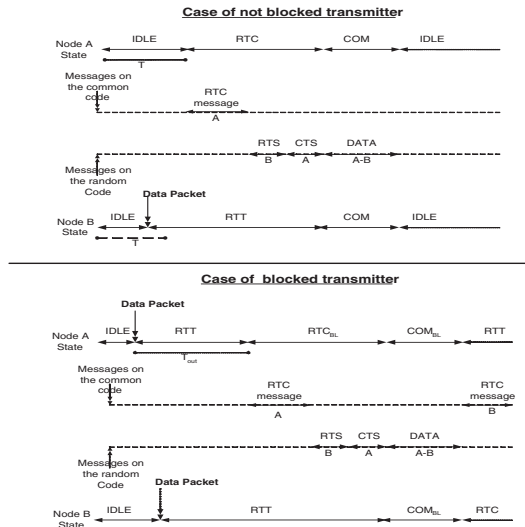 Case of not blocked transmitter
Node A
State
IDLE
RTC
COM
IDLE
T
Messages on
the common
code
RTC
message
A
RTS
CTS
DATA
B
A
A-B
Messages on
the random
Code
Data Packet
Node B
State
IDLE
RTT
COM
IDLE
T
Case of blocked transmitter
Data Packet
Node A
State
IDLE
RTT
RTC_BL
COM_BL
RTT
T_out
Messages on
the common
code
RTC
message
A
RTC
message
B
RTS
CTS
DATA
B
A
A-B
Messages on
the random
Code
Data Packet
Node B
State
IDLE
RTT
COM_BL
RTC